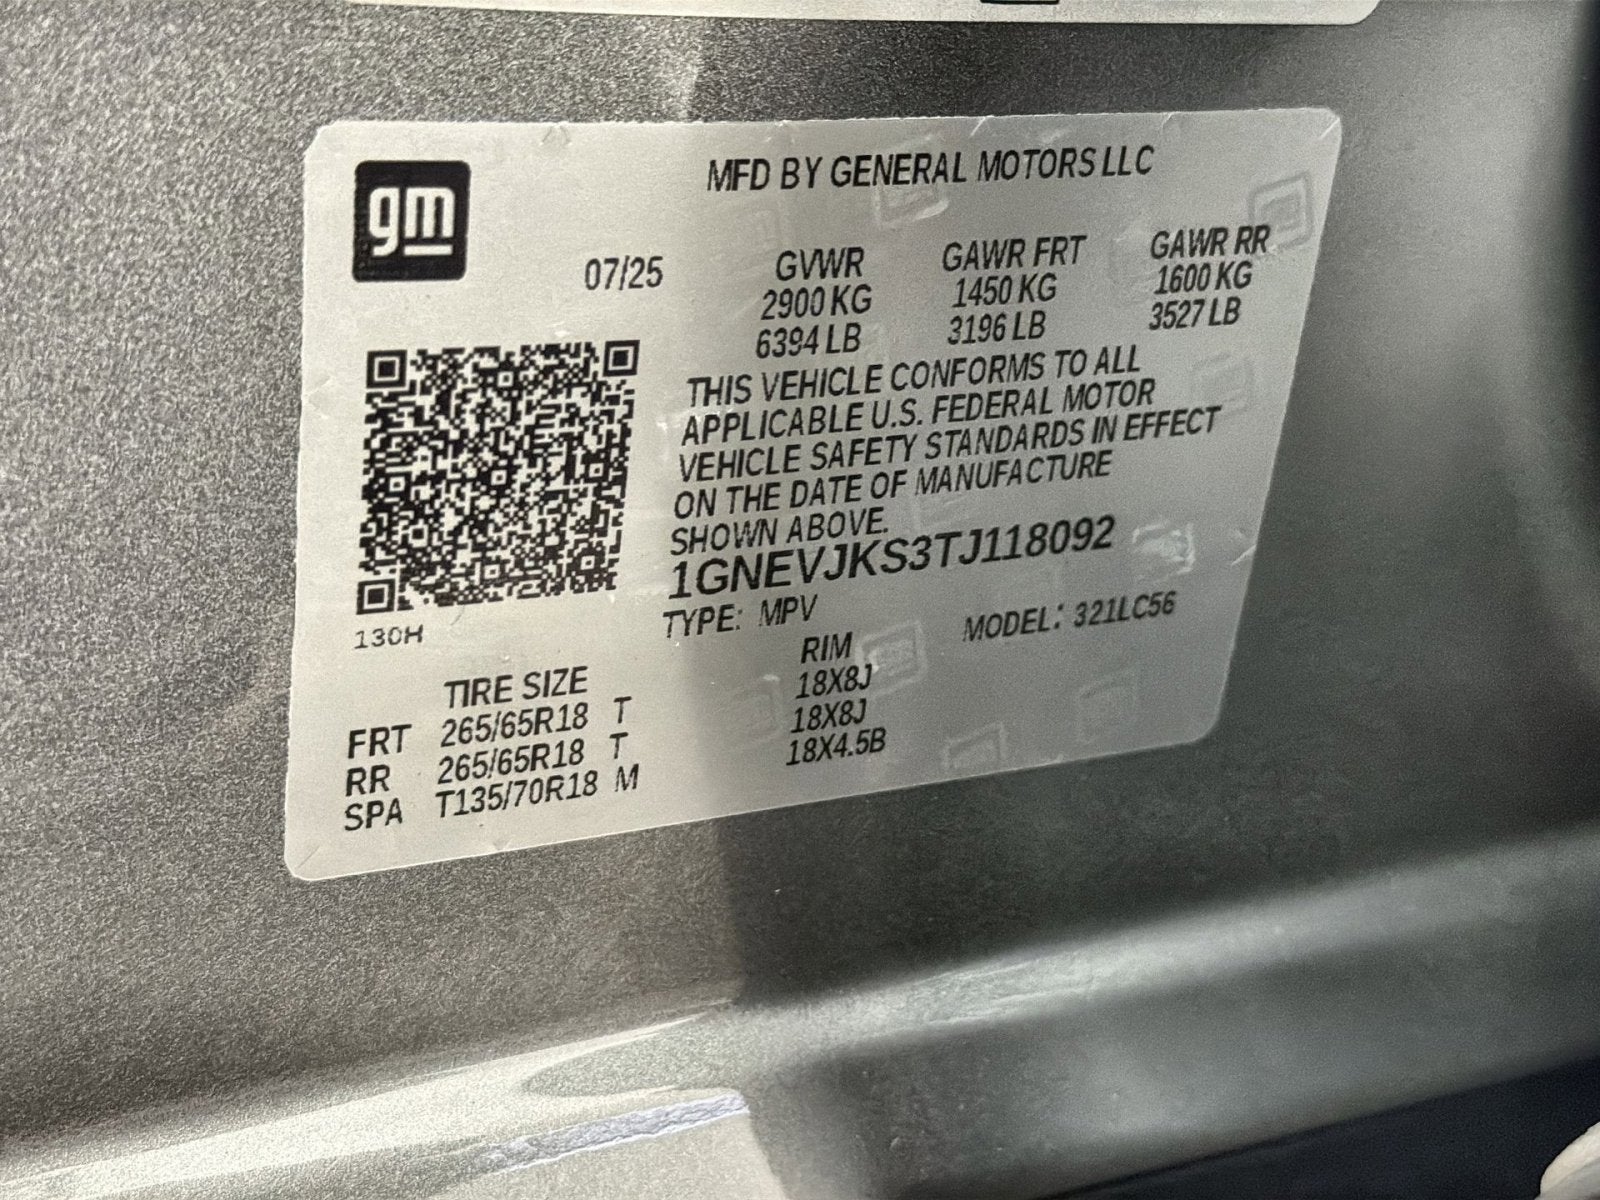 gm
MFD BY GENERAL MOTORS LLC
07/25 GVWR GAWR FRT GAWR RR
2900 KG 1450 KG 1600 KG
6394 LB 3196 LB 3527 LB
THIS VEHICLE CONFORMS TO ALL
APPLICABLE U.S. FEDERAL MOTOR
VEHICLE SAFETY STANDARDS IN EFFECT
ON THE DATE OF MANUFACTURE
SHOWN ABOVE.
1GNEVJKS3TJ118092
130H
TYPE: MPV MODEL: 321LC56
TIRE SIZE RIM
FRT 265/65R18 T 18X8J
RR 265/65R18 T 18X8J
SPA T135/70R18 M 18X4.5B